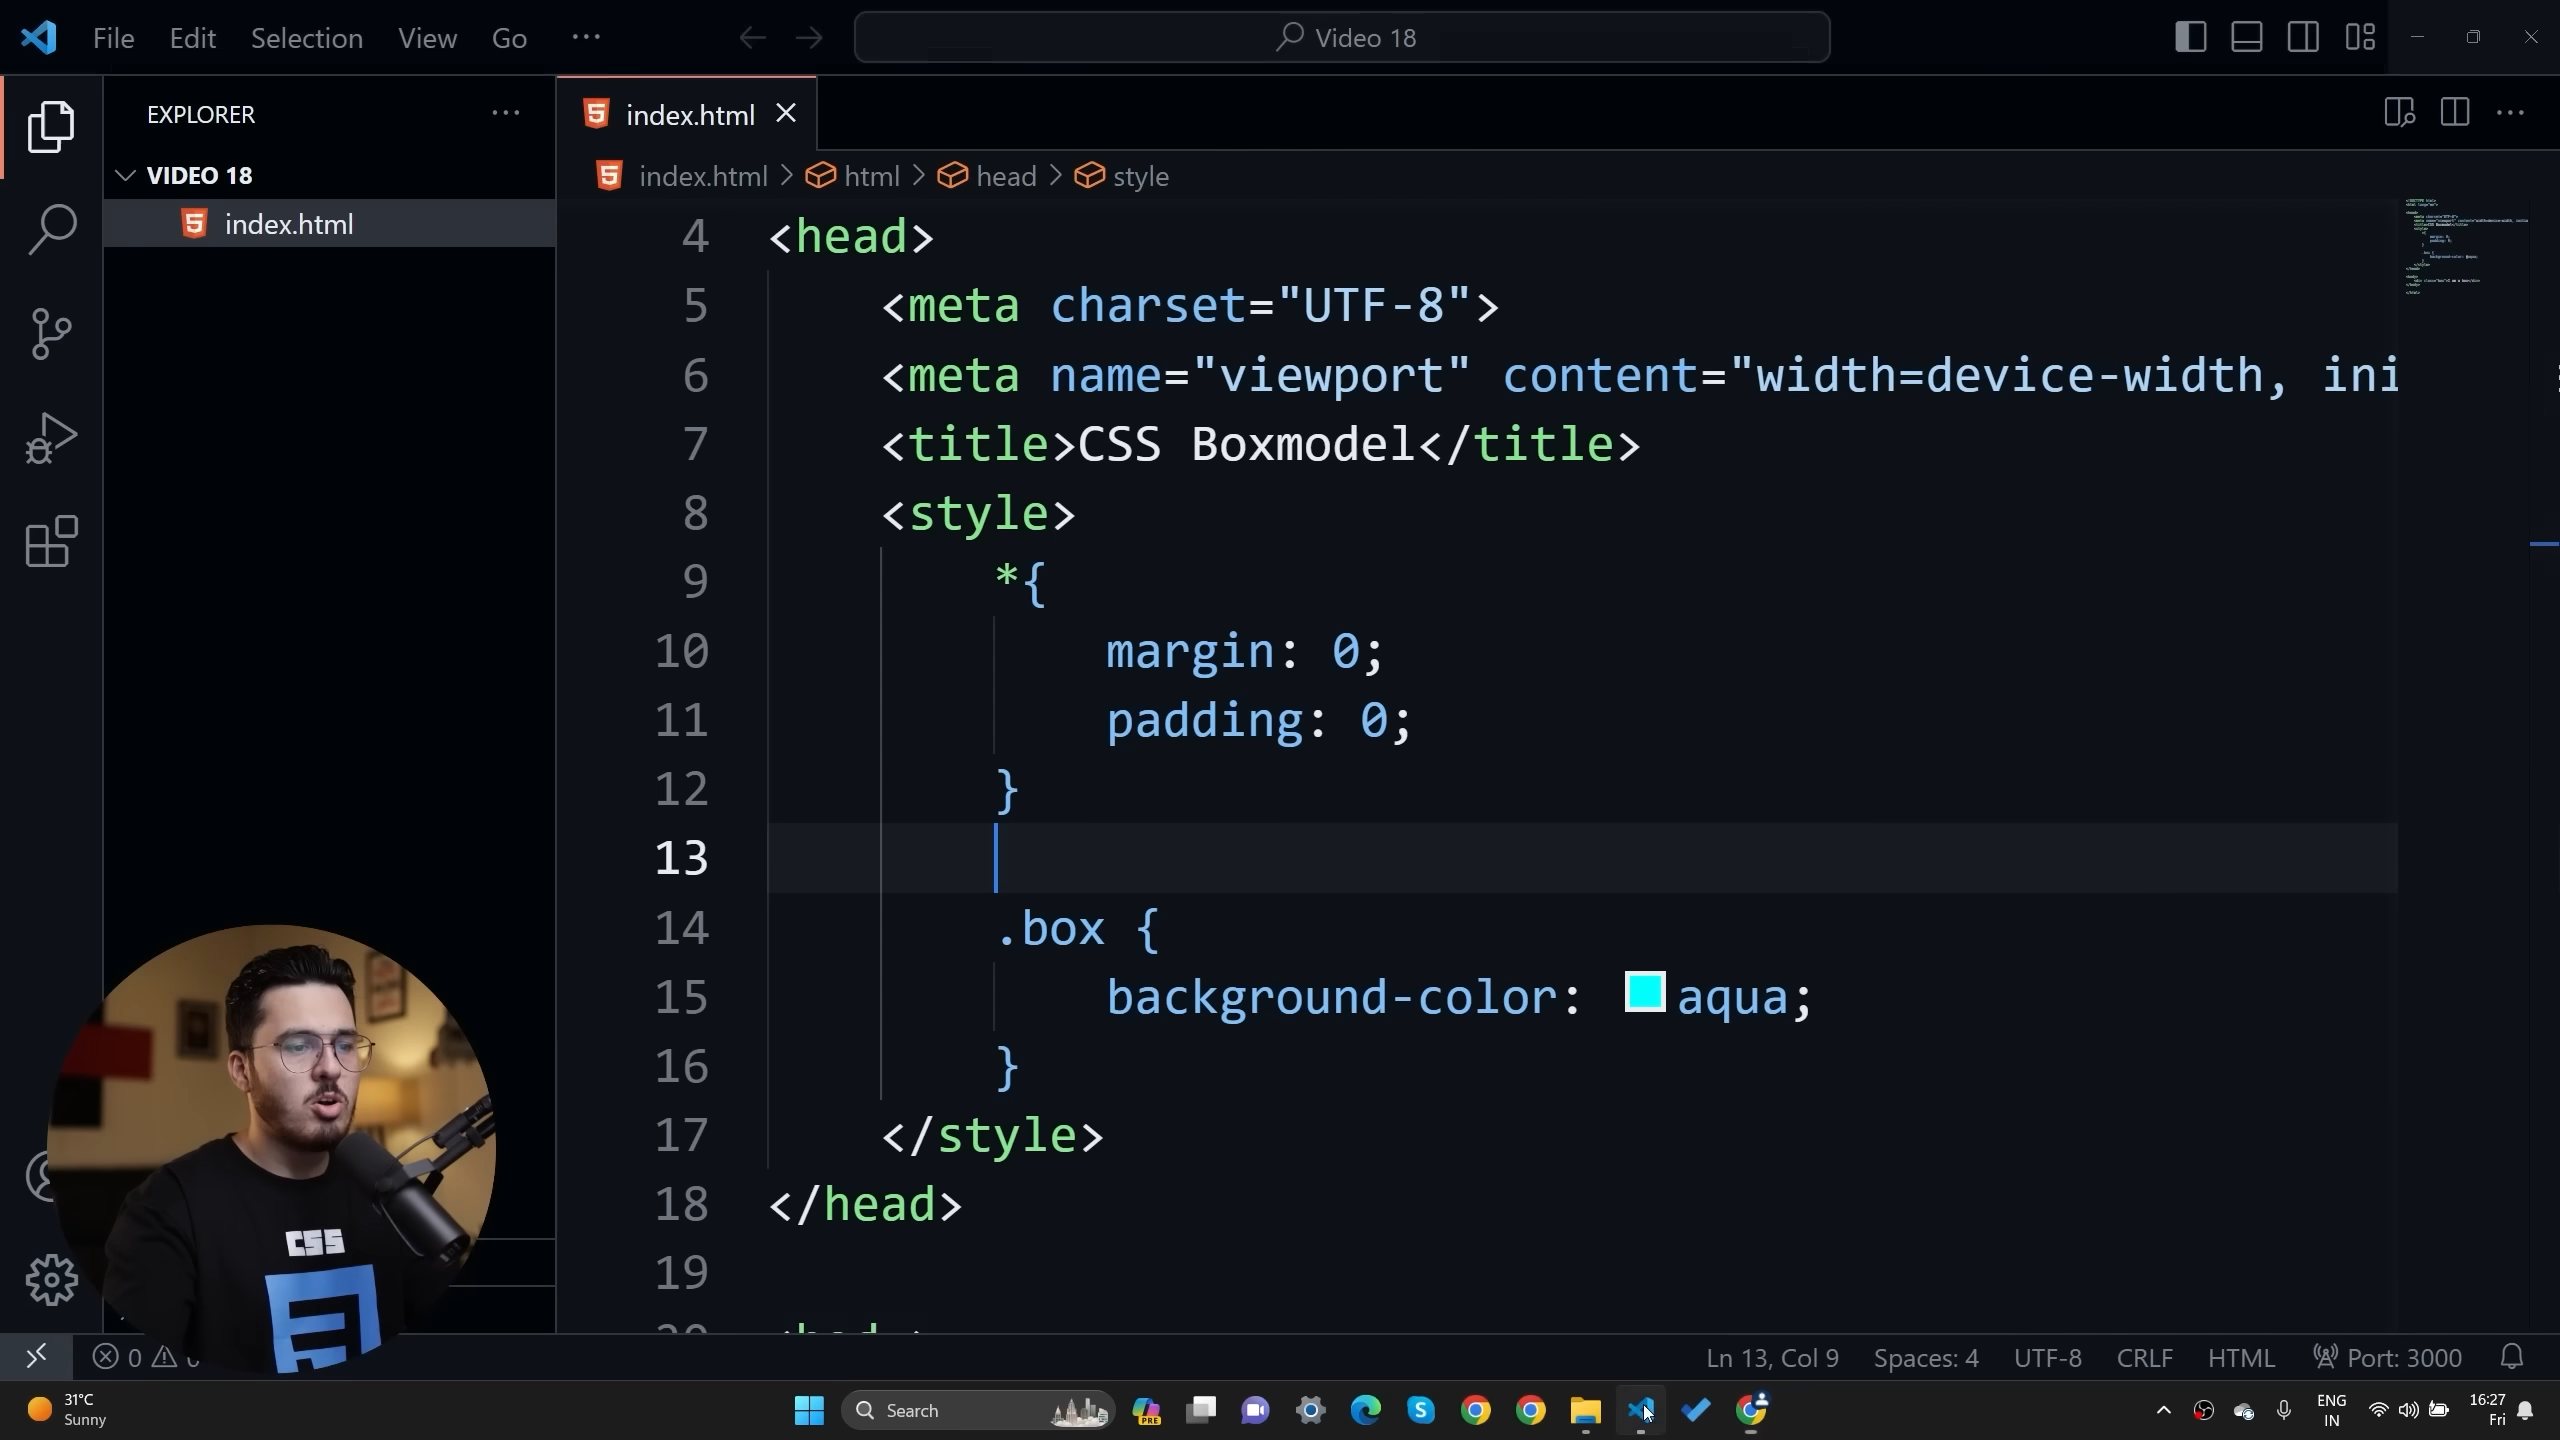 File Edit Selection View Go ···
Video 18
EXPLORER ···
VIDEO 18
index.html
index.html
index.html > html > head > style
4 <head>
5 <meta charset="UTF-8">
6 <meta name="viewport" content="width=device-width, ini
7 <title>CSS Boxmodel</title>
8 <style>
9 *{
10 margin: 0;
11 padding: 0;
12 }
13
14 .box {
15 background-color: aqua;
16 }
17 </style>
18 </head>
19
CSS
0
Ln 13, Col 9 Spaces: 4 UTF-8 CRLF HTML Port: 3000
31°C
Sunny
Search
PRE
ENG
IN
16:27
Fri